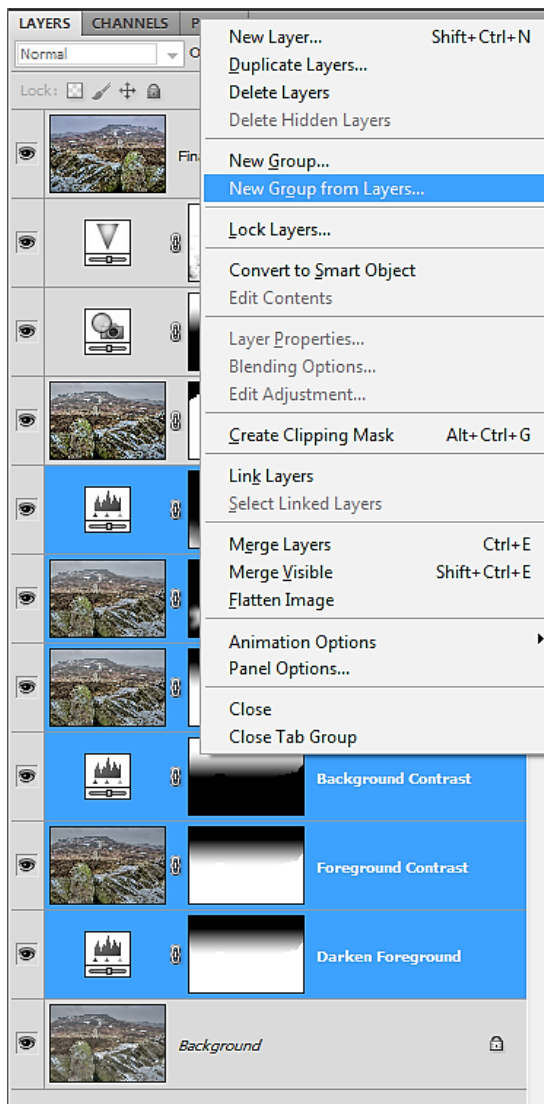 LAYERS CHANNELS P
Normal O
Lock:
New Layer... Shift+Ctrl+N
Duplicate Layers...
Delete Layers
Delete Hidden Layers
New Group...
New Group from Layers...
Lock Layers...
Convert to Smart Object
Edit Contents
Layer Properties...
Blending Options...
Edit Adjustment...
Create Clipping Mask Alt+Ctrl+G
Link Layers
Select Linked Layers
Merge Layers Ctrl+E
Merge Visible Shift+Ctrl+E
Flatten Image
Animation Options
Panel Options...
Close
Close Tab Group
Fin
Background Contrast
Foreground Contrast
Darken Foreground
Background